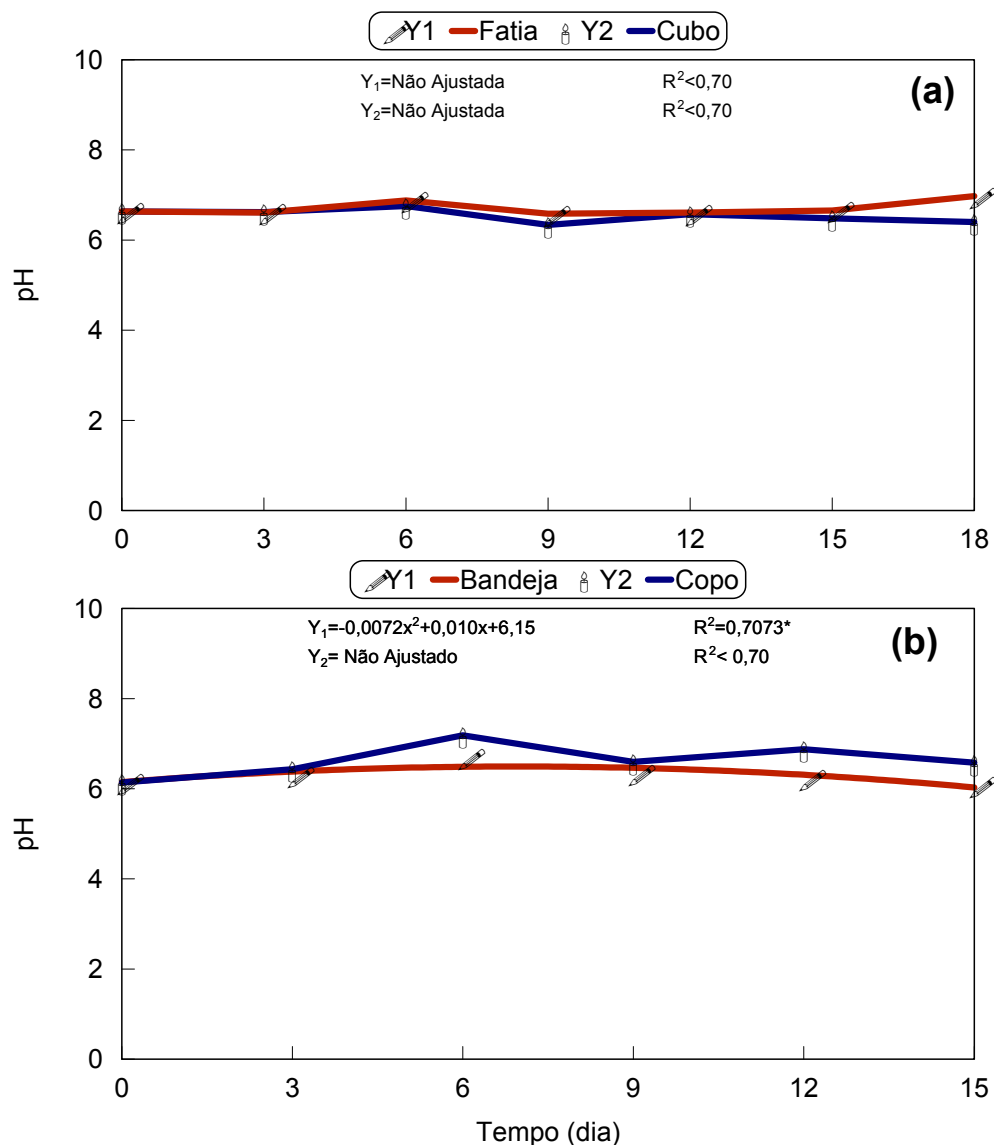 Y1 Fatia Y2 Cubo
10
Y₁=Não Ajustada R²<0,70
(a)
Y₂=Não Ajustada R²<0,70
8
6
pH
4
2
0
0 3 6 9 12 15 18
Y1 Bandeja Y2 Copo
10
Y₁=-0,0072x²+0,010x+6,15 R²=0,7073*
(b)
Y₂= Não Ajustado R²< 0,70
8
6
pH
4
2
0
0 3 6 9 12 15
Tempo (dia)